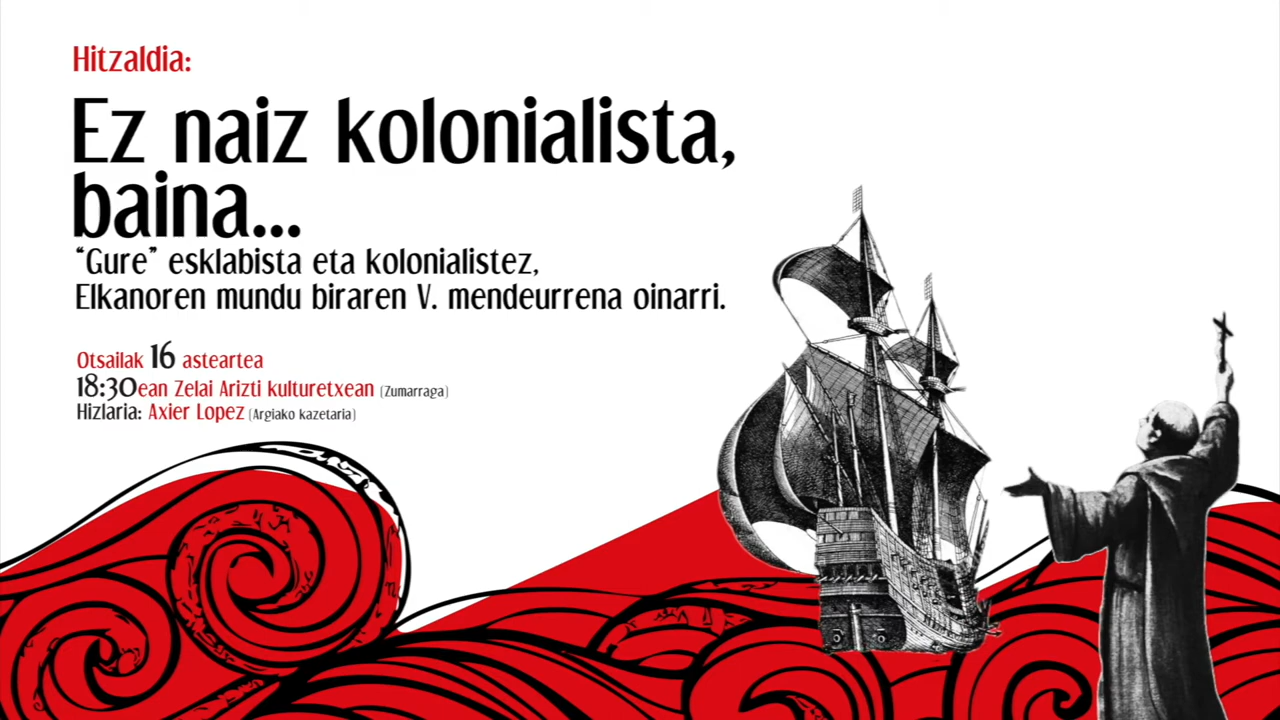 Hitzaldia:
Ez naiz kolonialista,
baina...
“Gure” esklabista eta kolonialistez,
Elkanoren mundu biraren V. mendeurrena oinarri.
Otsailak 16 asteartea
18:30ean Zelai Arizti kulturetxean (Zumarraga)
Hizlaria: Axier Lopez (Argiako kazetaria)